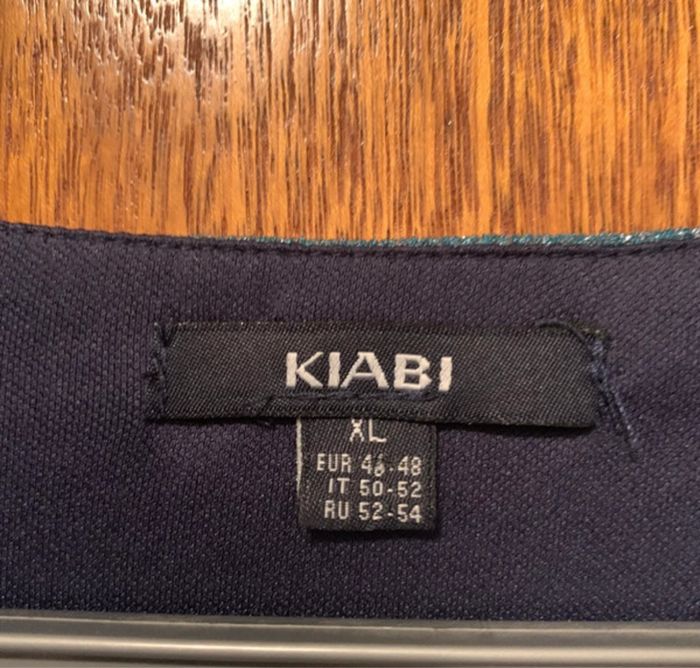 KIABI
XL
EUR 46-48
IT 50-52
RU 52-54